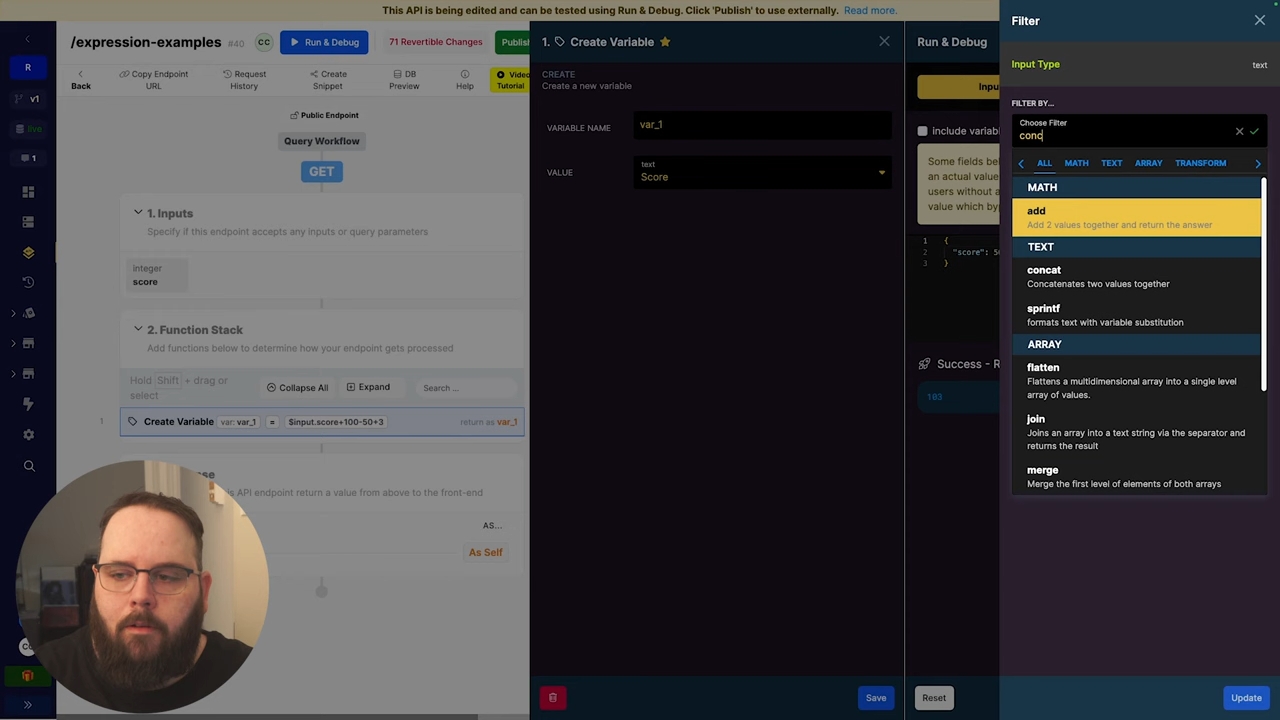 This API is being edited and can be tested using Run & Debug. Click 'Publish' to use externally. Read more.
/expression-examples #40 CC Run & Debug 71 Revertible Changes Publish
Back
Copy Endpoint
URL
Request
History
Create
Snippet
DB
Preview
Help
Video
Tutorial
R
v1
live
1
Public Endpoint
Query Workflow
GET
1. Inputs
Specify if this endpoint accepts any inputs or query parameters
integer
score
2. Function Stack
Add functions below to determine how your endpoint gets processed
Hold Shift + drag or
select
Collapse All
Expand
Search ...
1 Create Variable var: var_1 = $input.score+100-50+3 return as var_1
API endpoint return a value from above to the front-end
AS...
As Self
1. Create Variable
CREATE
Create a new variable
VARIABLE NAME var_1
VALUE
text
Score
Save
Run & Debug
include variab
Some fields be
an actual value
users without a
value which byp
1 {
2 "score": 50
3 }
Success - R
103
Reset
Filter
Input Type text
FILTER BY...
Choose Filter
conc
ALL MATH TEXT ARRAY TRANSFORM
MATH
add
Add 2 values together and return the answer
TEXT
concat
Concatenates two values together
sprintf
formats text with variable substitution
ARRAY
flatten
Flattens a multidimensional array into a single level
array of values.
join
Joins an array into a text string via the separator and
returns the result
merge
Merge the first level of elements of both arrays
Update